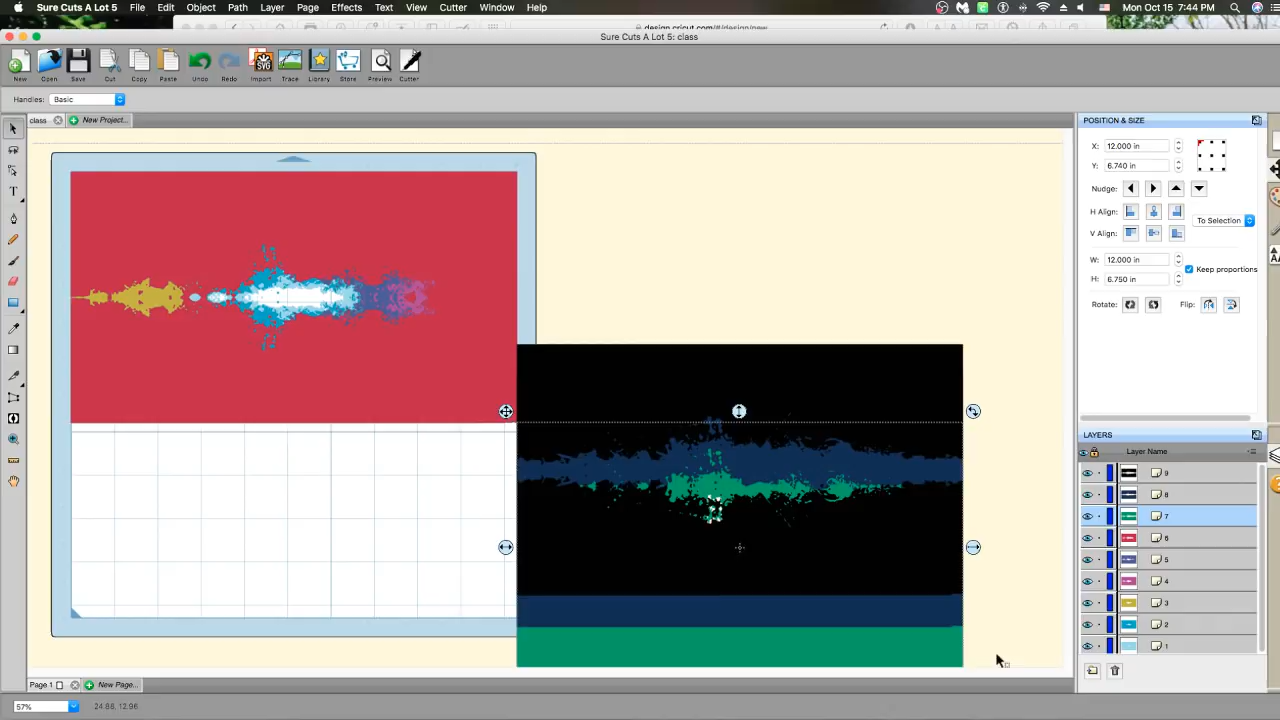 Sure Cuts A Lot 5 File Edit Object Path Layer Page Effects Text View Cutter Window Help Mon Oct 15 7:44 PM
Sure Cuts A Lot 5: class
New Open Save Cut Copy Paste Undo Redo Import Trace Library Store Preview Cutter
SVG
Handles: Basic
class New Project...
POSITION & SIZE
X: 12.000 in
Y: 6.740 in
Nudge:
H Align:
To Selection
V Align:
W: 12.000 in
Keep proportions
H: 6.750 in
Rotate: Flip:
LAYERS
Layer Name
9
8
7
6
5
4
3
2
1
Page 1 New Page...
57% 24.88, 12.96